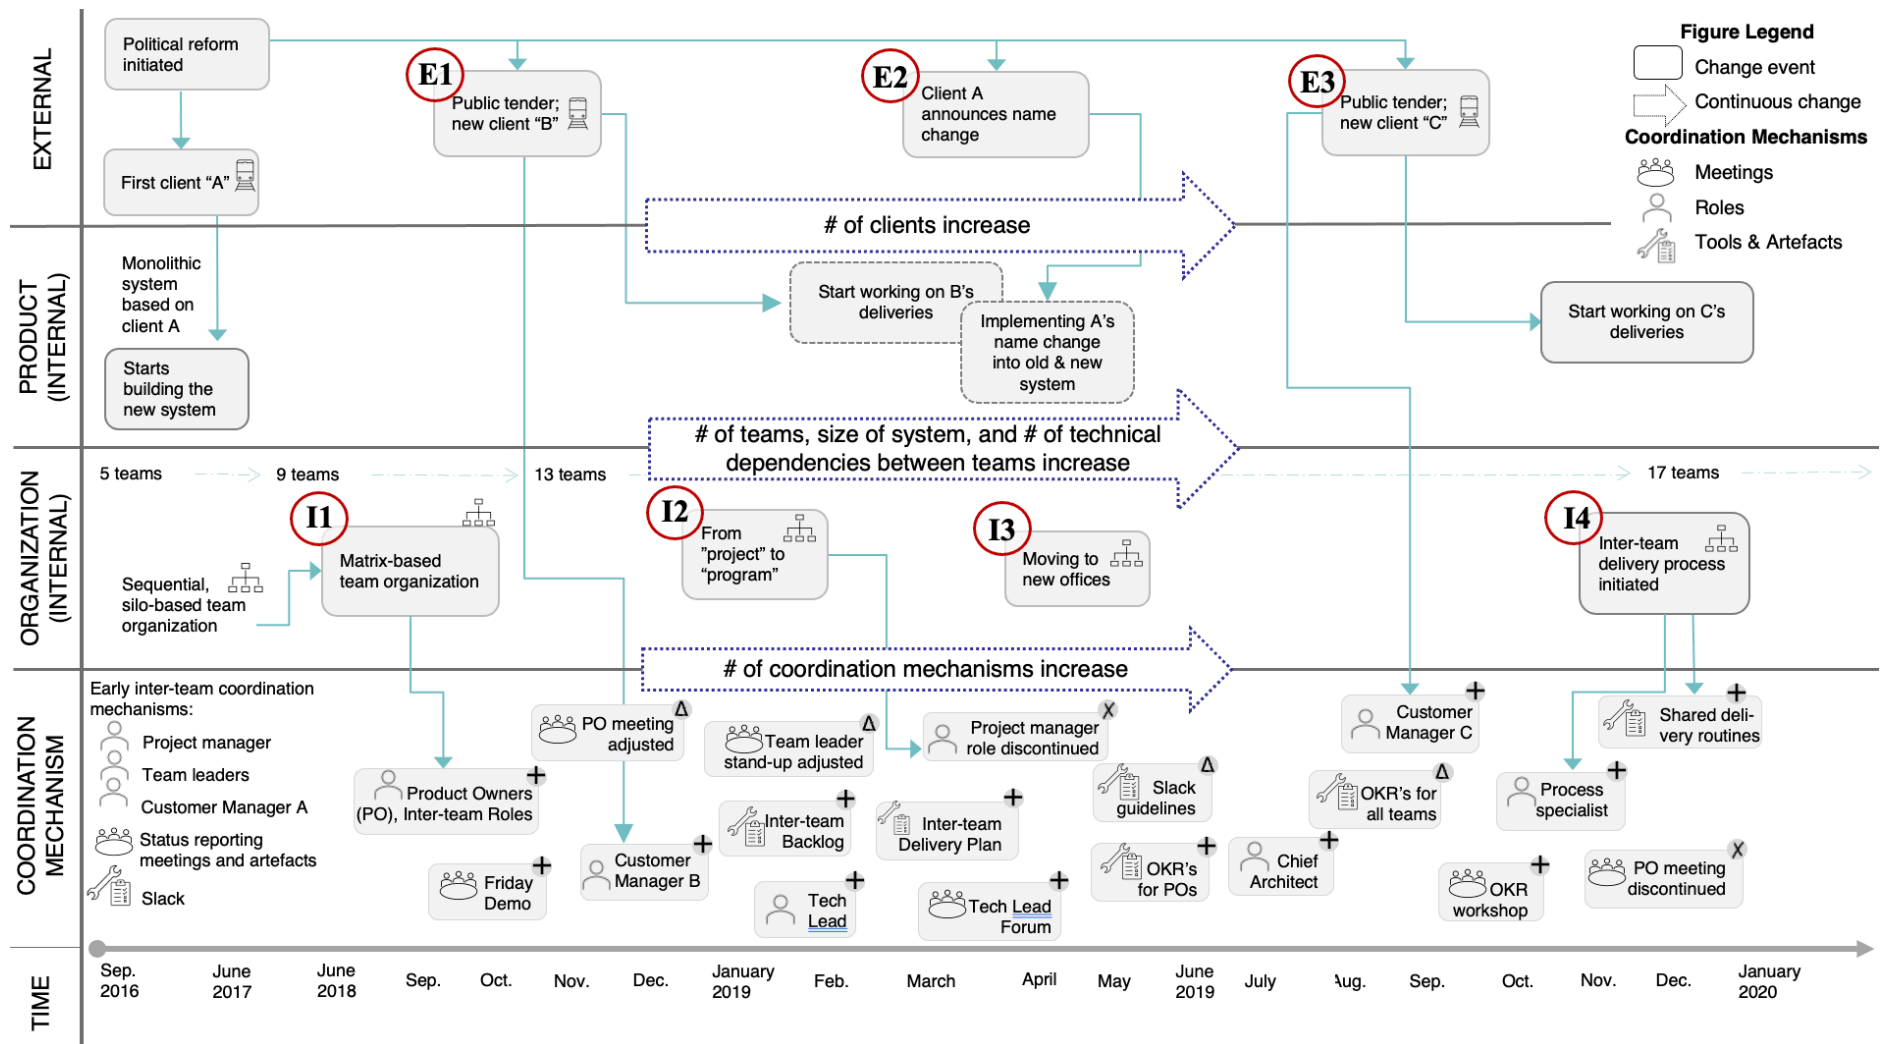 EXTERNAL
Political reform
initiated
First client “A”
E1
Public tender;
new client “B”
E2
Client A
announces name
change
E3
Public tender;
new client “C”
Figure Legend
Change event
Continuous change
Coordination Mechanisms
Meetings
Roles
Tools & Artefacts
# of clients increase
PRODUCT
(INTERNAL)
Monolithic
system
based on
client A
Starts
building the
new system
Start working on B’s
deliveries
Implementing A’s
name change
into old & new
system
Start working on C’s
deliveries
# of teams, size of system, and # of technical
dependencies between teams increase
ORGANIZATION
(INTERNAL)
5 teams
9 teams
13 teams
17 teams
Sequential,
silo-based team
organization
I1
Matrix-based
team organization
I2
From
”project” to
“program”
I3
Moving to
new offices
I4
Inter-team
delivery process
initiated
# of coordination mechanisms increase
COORDINATION
MECHANISM
Early inter-team coordination
mechanisms:
Project manager
Team leaders
Customer Manager A
Status reporting
meetings and artefacts
Slack
Product Owners
(PO), Inter-team Roles
+
Friday
Demo
+
PO meeting
adjusted
Δ
Customer
Manager B
+
Team leader
stand-up adjusted
Δ
Inter-team
Backlog
+
Tech
Lead
+
Project manager
role discontinued
X
Inter-team
Delivery Plan
+
Tech Lead
Forum
+
Slack
guidelines
Δ
OKR’s
for POs
+
Customer
Manager C
+
OKR’s for
all teams
Δ
Chief
Architect
+
OKR
workshop
+
Process
specialist
+
Shared deli-
very routines
+
PO meeting
discontinued
X
TIME
Sep.
2016
June
2017
June
2018
Sep.
Oct.
Nov.
Dec.
January
2019
Feb.
March
April
May
June
2019
July
Aug.
Sep.
Oct.
Nov.
Dec.
January
2020